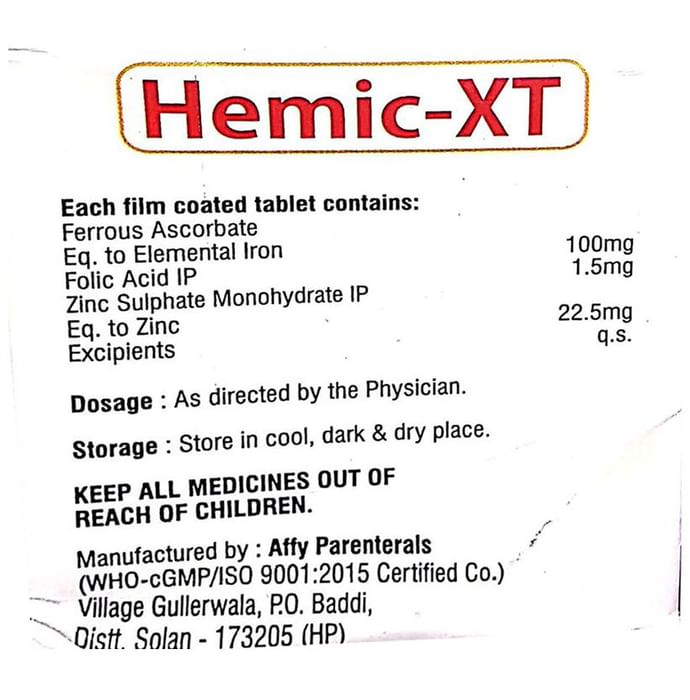 Hemic-XT
Each film coated tablet contains:
Ferrous Ascorbate
Eq. to Elemental Iron 100mg
Folic Acid IP 1.5mg
Zinc Sulphate Monohydrate IP
Eq. to Zinc 22.5mg
Excipients q.s.
Dosage : As directed by the Physician.
Storage : Store in cool, dark & dry place.
KEEP ALL MEDICINES OUT OF
REACH OF CHILDREN.
Manufactured by : Affy Parenterals
(WHO-cGMP/ISO 9001:2015 Certified Co.)
Village Gullerwala, P.O. Baddi,
Distt. Solan - 173205 (HP)